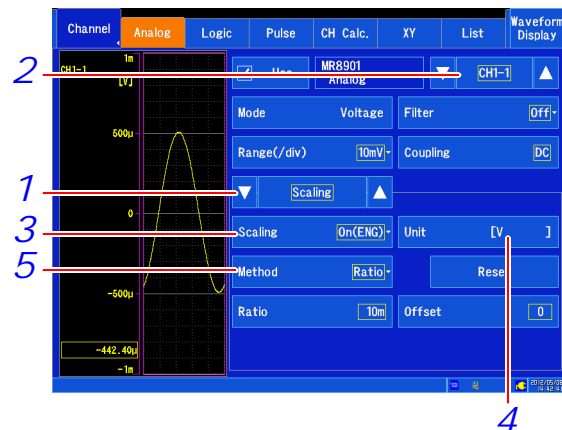 Channel
Analog
Logic
Pulse
CH Calc.
XY
List
Waveform
Display
2
CH1-1
1m
[V]
500μ
0
-500μ
-442.40μ
-1m
Use
MR8901
Analog
CH1-1
Mode Voltage
Filter Off
Range(/div) 10mV
Coupling DC
1
Scaling
3
Scaling On(ENG)
Unit [V ]
5
Method Ratio
Rese
Ratio 10m
Offset 0
SD
4